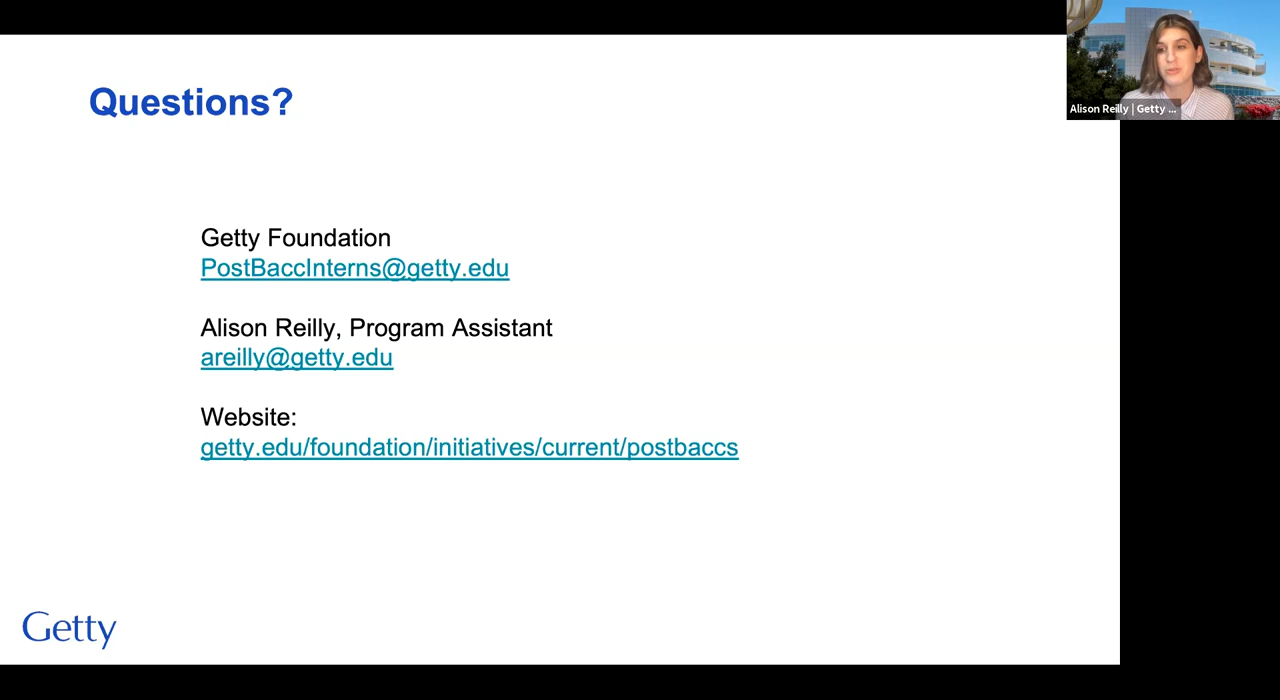 Questions?
Getty Foundation
PostBaccInterns@getty.edu
Alison Reilly, Program Assistant
areilly@getty.edu
Website:
getty.edu/foundation/initiatives/current/postbaccs
Getty
Alison Reilly | Getty ...